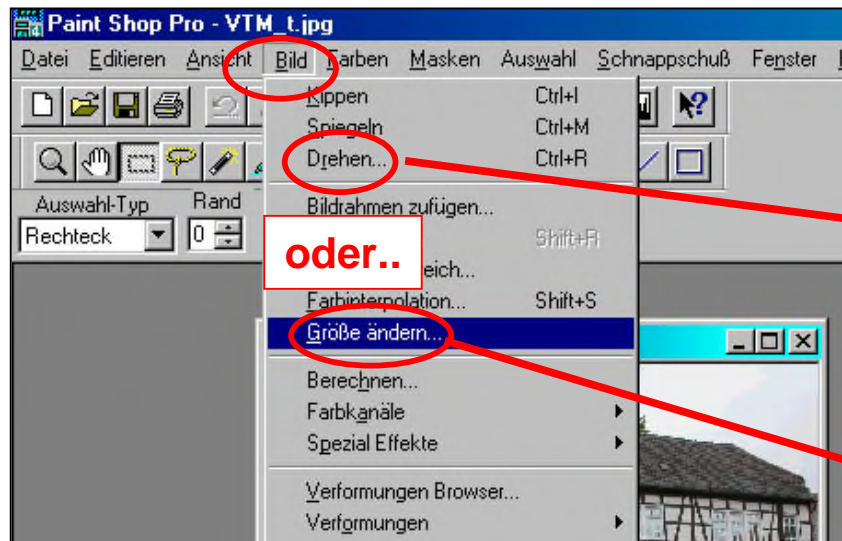 Paint Shop Pro - VTM_t.jpg
Datei Editieren Ansicht Bild Farben Masken Auswahl Schnappschuß Fenster
Kippen Ctrl+I
Spiegeln Ctrl+M
Drehen... Ctrl+R
Auswahl-Typ Rand
Bildrahmen zufügen...
Rechteck 0
Shift+R
oder..
eich...
Farbinterpolation... Shift+S
Größe ändern...
Berechnen...
Farbkanäle
Spezial Effekte
Verformungen Browser...
Verformungen